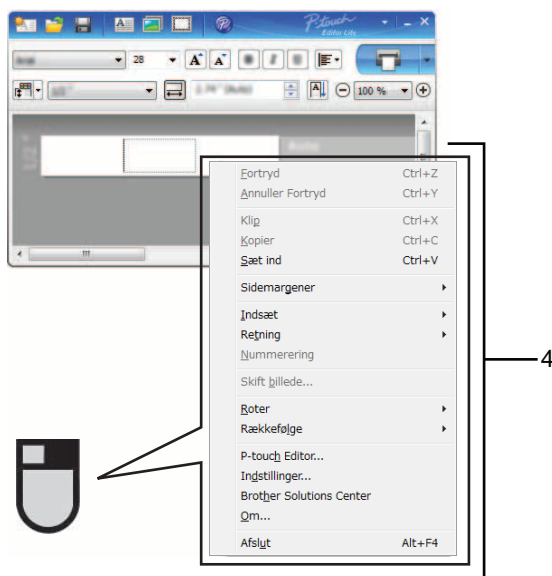 P-touch
Editor Lite
28
100 %
Fortryd Ctrl+Z
Annuller Fortryd Ctrl+Y
Klip Ctrl+X
Kopier Ctrl+C
Sæt ind Ctrl+V
Sidemargener
Indsæt
Retning
Nummerering
Skift billede...
Roter
Rækkefølge
P-touch Editor...
Indstillinger...
Brother Solutions Center
Om...
Afslut Alt+F4
4